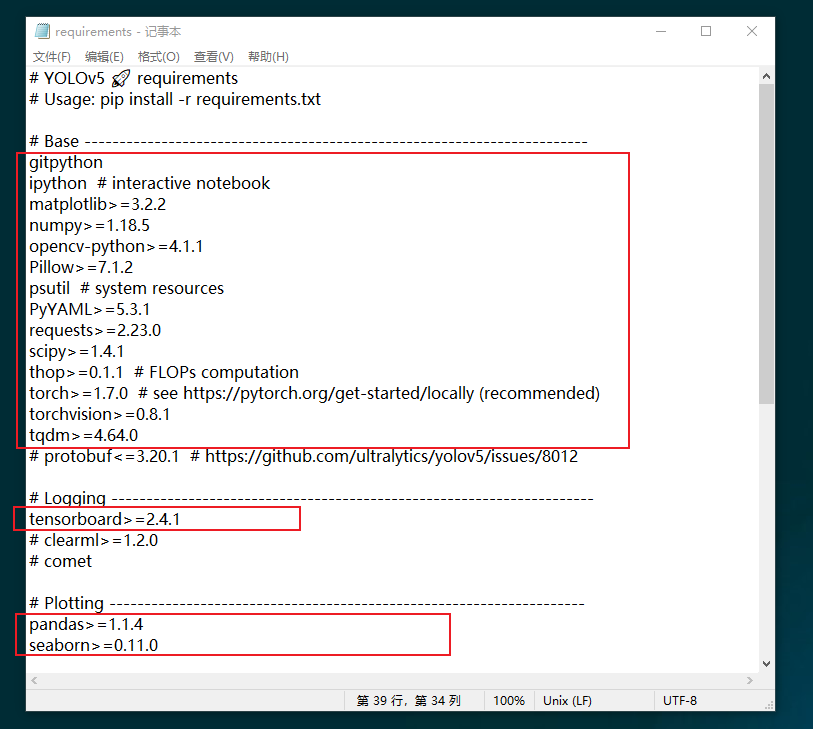 requirements - 记事本
文件(F) 编辑(E) 格式(O) 查看(V) 帮助(H)
# YOLOv5 🚀 requirements
# Usage: pip install -r requirements.txt
# Base ------------------------------------------------------------------------
gitpython
ipython  # interactive notebook
matplotlib>=3.2.2
numpy>=1.18.5
opencv-python>=4.1.1
Pillow>=7.1.2
psutil  # system resources
PyYAML>=5.3.1
requests>=2.23.0
scipy>=1.4.1
thop>=0.1.1  # FLOPs computation
torch>=1.7.0  # see https://pytorch.org/get-started/locally (recommended)
torchvision>=0.8.1
tqdm>=4.64.0
# protobuf<=3.20.1  # https://github.com/ultralytics/yolov5/issues/8012
# Logging ---------------------------------------------------------------------
tensorboard>=2.4.1
# clearml>=1.2.0
# comet
# Plotting --------------------------------------------------------------------
pandas>=1.1.4
seaborn>=0.11.0
第 39 行，第 34 列 100% Unix (LF) UTF-8